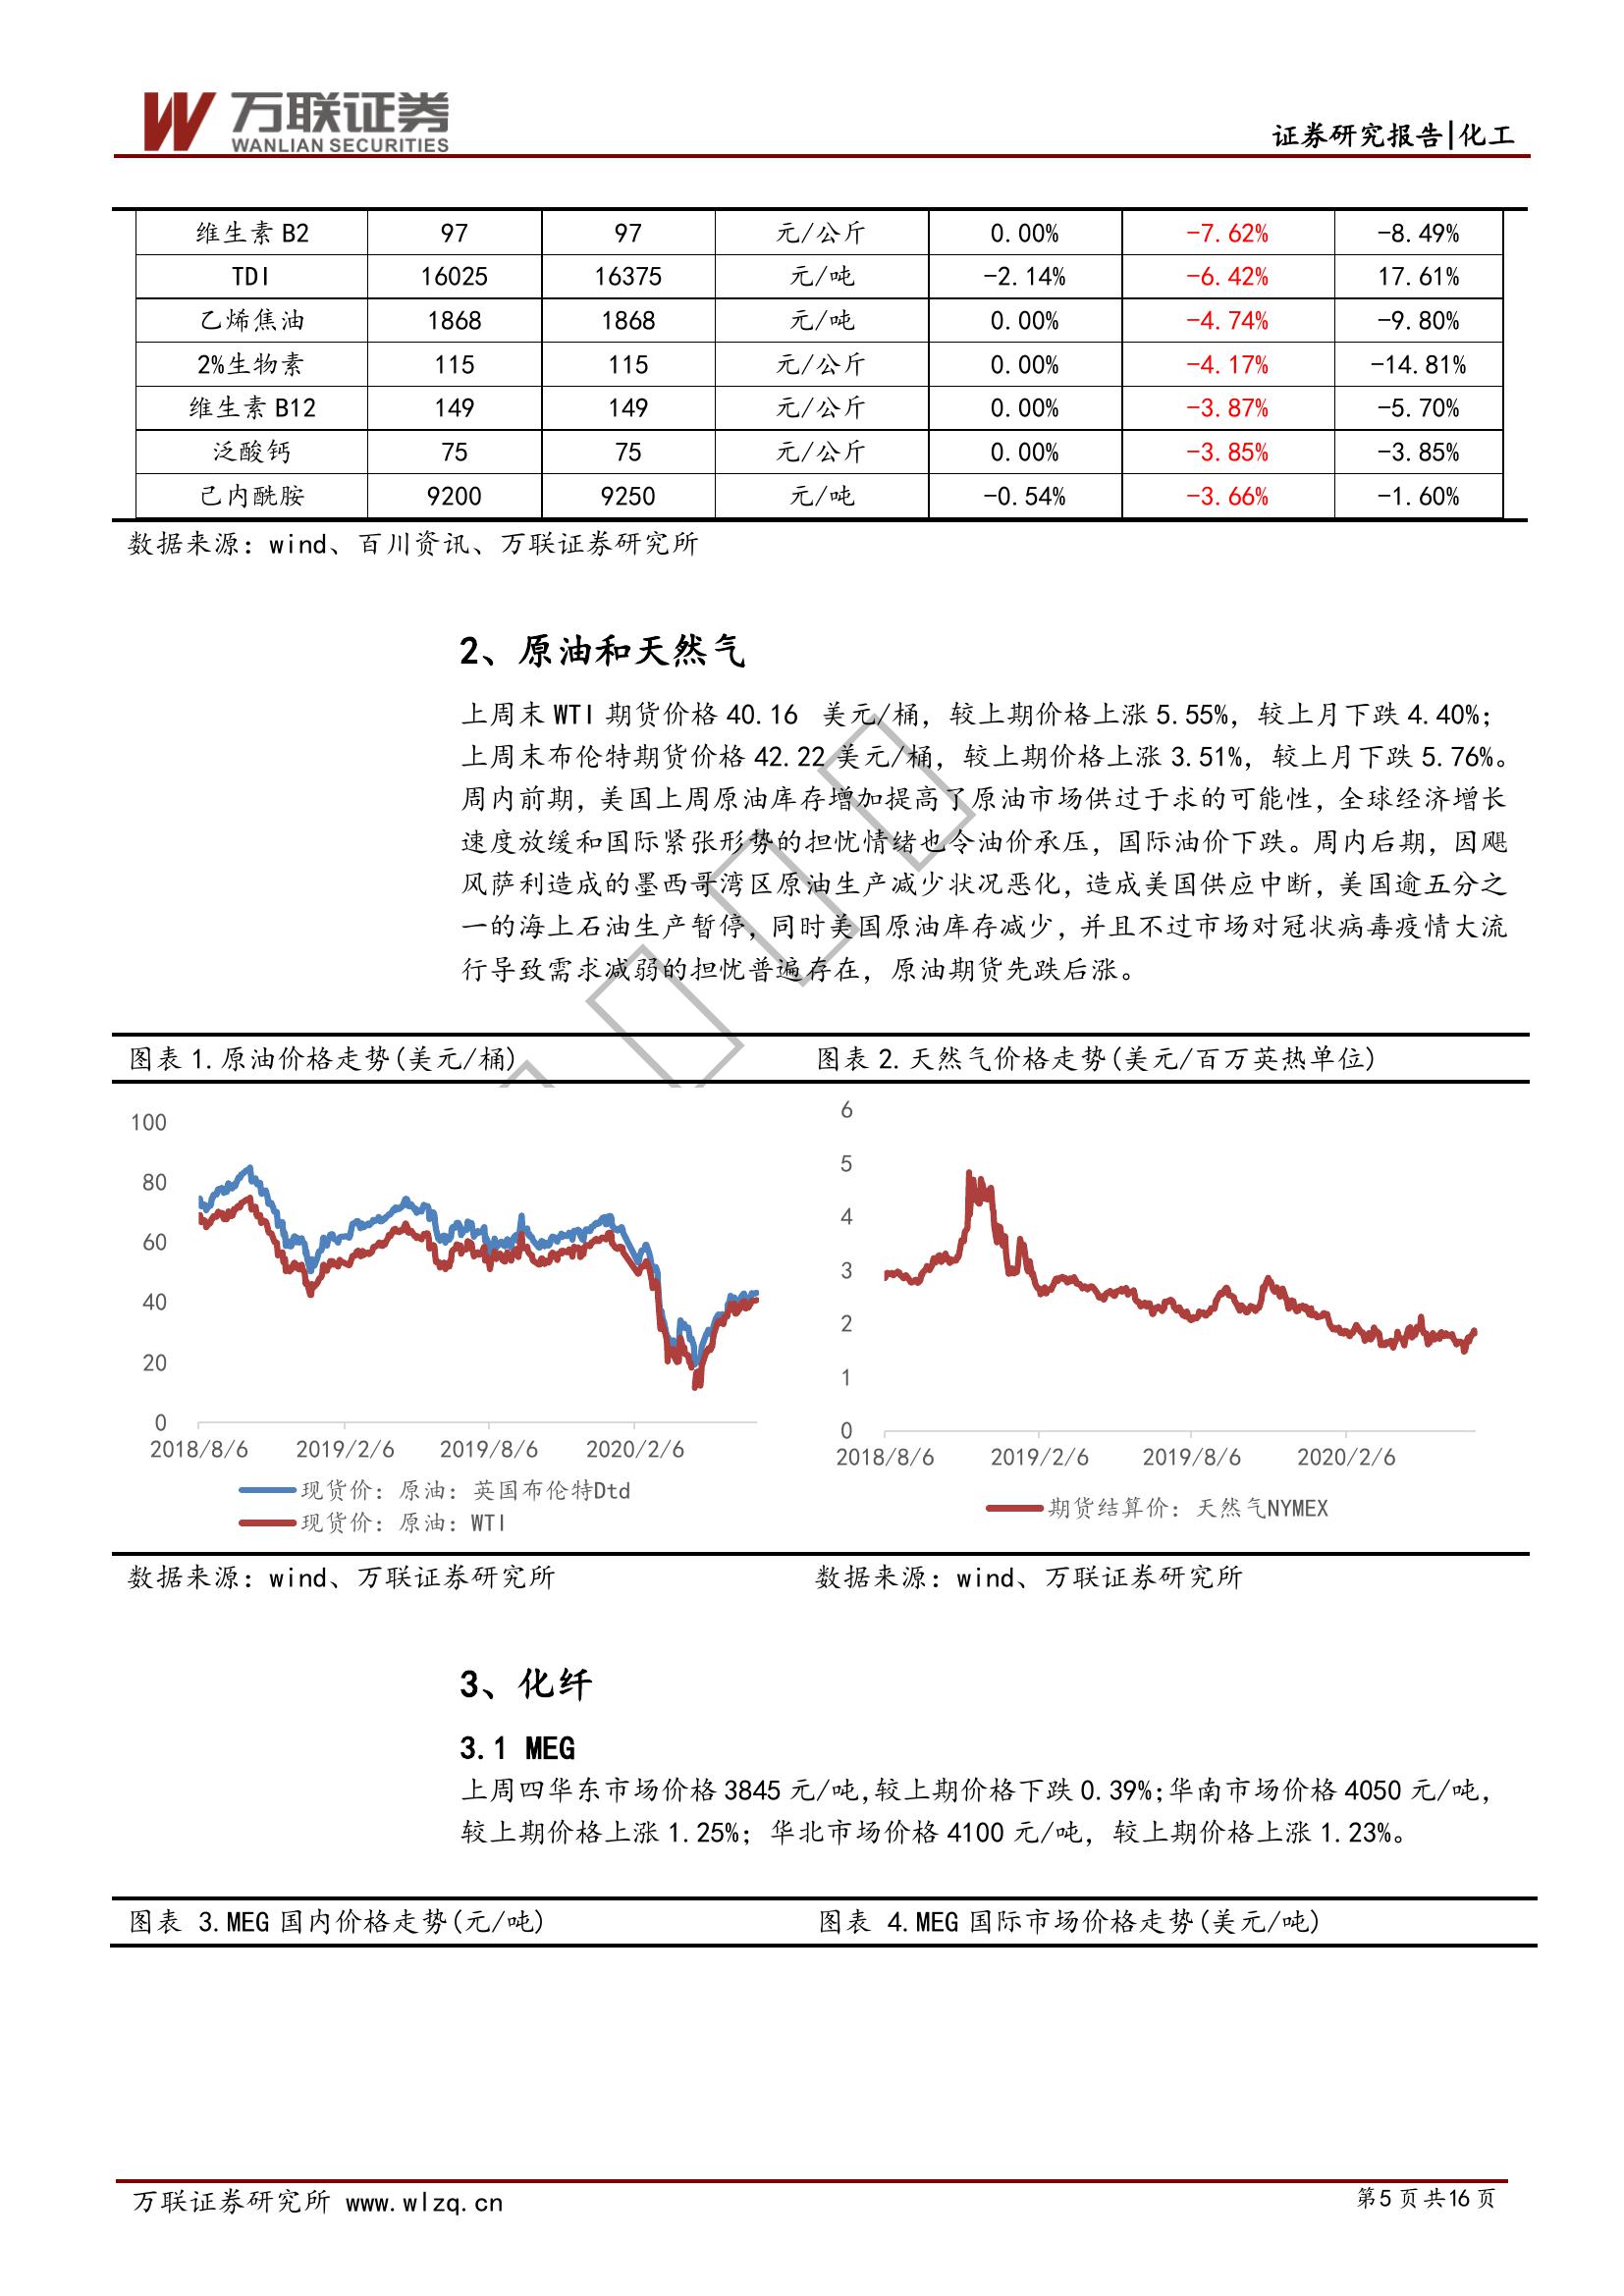 万联证券
WANLIAN SECURITIES
证券研究报告|化工
维生素 B2 97 97 元/公斤 0.00% -7.62% -8.49%
TDI 16025 16375 元/吨 -2.14% -6.42% 17.61%
乙烯焦油 1868 1868 元/吨 0.00% -4.74% -9.80%
2%生物素 115 115 元/公斤 0.00% -4.17% -14.81%
维生素 B12 149 149 元/公斤 0.00% -3.87% -5.70%
泛酸钙 75 75 元/公斤 0.00% -3.85% -3.85%
己内酰胺 9200 9250 元/吨 -0.54% -3.66% -1.60%
数据来源：wind、百川资讯、万联证券研究所
2、原油和天然气
上周末 WTI 期货价格 40.16 美元/桶，较上期价格上涨 5.55%，较上月下跌 4.40%；
上周末布伦特期货价格 42.22 美元/桶，较上期价格上涨 3.51%，较上月下跌 5.76%。
周内前期，美国上周原油库存增加提高了原油市场供过于求的可能性，全球经济增长
速度放缓和国际紧张形势的担忧情绪也令油价承压，国际油价下跌。周内后期，因飓
风萨利造成的墨西哥湾区原油生产减少状况恶化，造成美国供应中断，美国逾五分之
一的海上石油生产暂停，同时美国原油库存减少，并且不过市场对冠状病毒疫情大流
行导致需求减弱的担忧普遍存在，原油期货先跌后涨。
图表 1.原油价格走势(美元/桶)
100
80
60
40
20
0
2018/8/6 2019/2/6 2019/8/6 2020/2/6
现货价：原油：英国布伦特Dtd
现货价：原油：WTI
图表 2.天然气价格走势(美元/百万英热单位)
6
5
4
3
2
1
0
2018/8/6 2019/2/6 2019/8/6 2020/2/6
期货结算价：天然气NYMEX
数据来源：wind、万联证券研究所
数据来源：wind、万联证券研究所
3、化纤
3.1 MEG
上周四华东市场价格 3845 元/吨,较上期价格下跌 0.39%;华南市场价格 4050 元/吨，
较上期价格上涨 1.25%；华北市场价格 4100 元/吨，较上期价格上涨 1.23%。
图表 3.MEG 国内价格走势(元/吨)
图表 4.MEG 国际市场价格走势(美元/吨)
万联证券研究所 www.wlzq.cn
第5页共16页